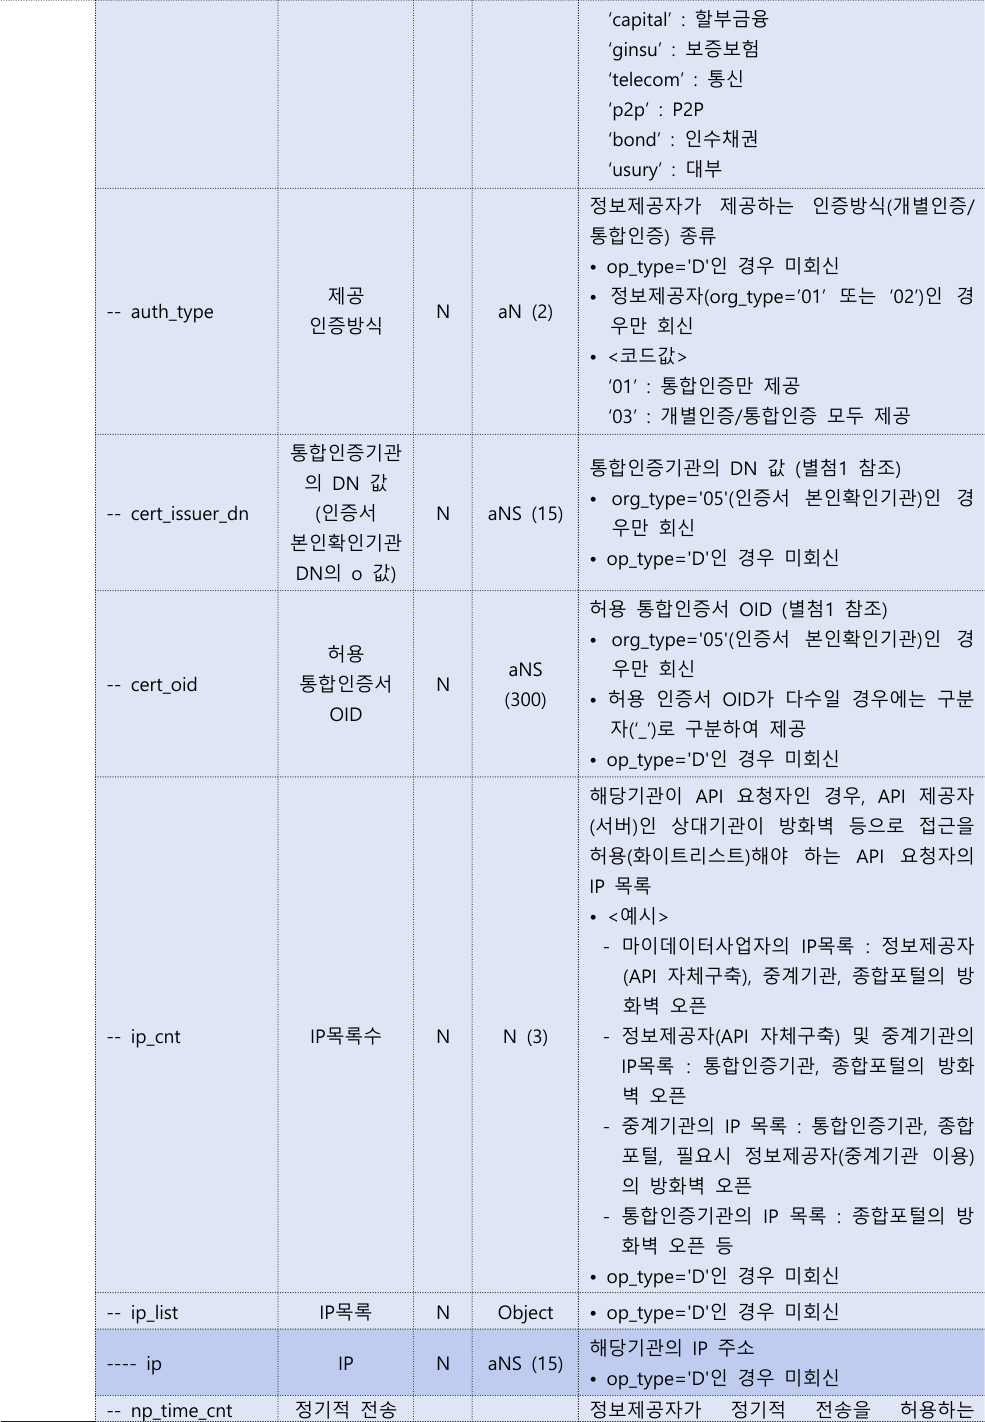 ‘capital’ : 할부금융
‘ginsu’ : 보증보험
‘telecom’ : 통신
‘p2p’ : P2P
‘bond’ : 인수채권
‘usury’ : 대부
-- auth_type
제공
인증방식
N
aN (2)
정보제공자가 제공하는 인증방식(개별인증/
통합인증) 종류
• op_type='D'인 경우 미회신
• 정보제공자(org_type=’01’ 또는 ‘02’)인 경
우만 회신
• <코드값>
‘01’ : 통합인증만 제공
‘03’ : 개별인증/통합인증 모두 제공
-- cert_issuer_dn
통합인증기관
의 DN 값
(인증서
본인확인기관
DN의 o 값)
N
aNS (15)
통합인증기관의 DN 값 (별첨1 참조)
• org_type='05'(인증서 본인확인기관)인 경
우만 회신
• op_type='D'인 경우 미회신
-- cert_oid
허용
통합인증서
OID
N
aNS
(300)
허용 통합인증서 OID (별첨1 참조)
• org_type='05'(인증서 본인확인기관)인 경
우만 회신
• 허용 인증서 OID가 다수일 경우에는 구분
자(‘_’)로 구분하여 제공
• op_type='D'인 경우 미회신
-- ip_cnt
IP목록수
N
N (3)
해당기관이 API 요청자인 경우, API 제공자
(서버)인 상대기관이 방화벽 등으로 접근을
허용(화이트리스트)해야 하는 API 요청자의
IP 목록
• <예시>
- 마이데이터사업자의 IP목록 : 정보제공자
(API 자체구축), 중계기관, 종합포털의 방
화벽 오픈
- 정보제공자(API 자체구축) 및 중계기관의
IP목록 : 통합인증기관, 종합포털의 방화
벽 오픈
- 중계기관의 IP 목록 : 통합인증기관, 종합
포털, 필요시 정보제공자(중계기관 이용)
의 방화벽 오픈
- 통합인증기관의 IP 목록 : 종합포털의 방
화벽 오픈 등
• op_type='D'인 경우 미회신
-- ip_list
IP목록
N
Object
• op_type='D'인 경우 미회신
---- ip
IP
N
aNS (15)
해당기관의 IP 주소
• op_type='D'인 경우 미회신
-- np_time_cnt
정기적 전송
정보제공자가 정기적 전송을 허용하는